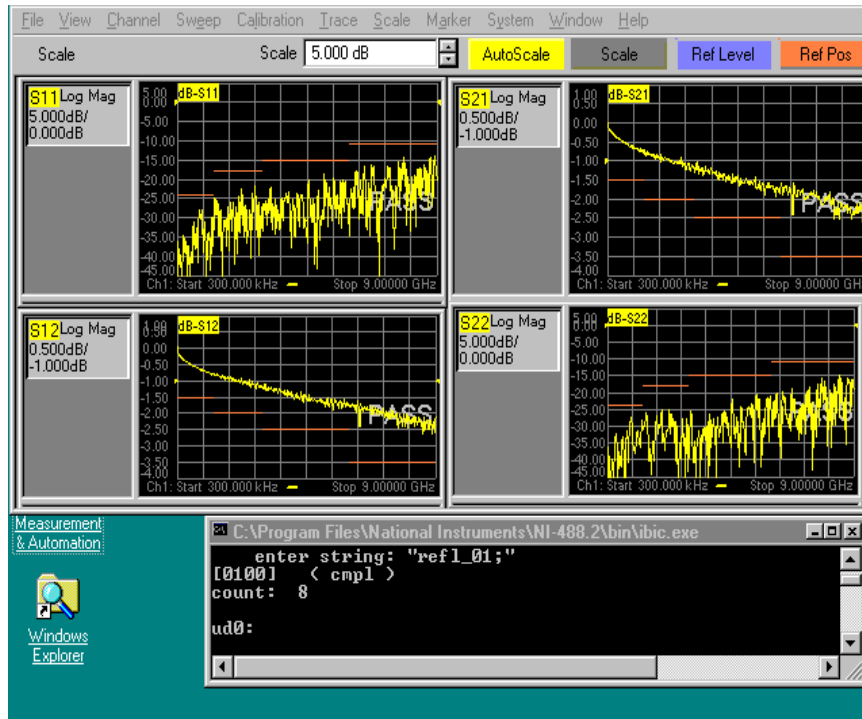 File View Channel Sweep Calibration Trace Scale Marker System Window Help
Scale Scale 5.000 dB AutoScale Scale Ref Level Ref Pos
S11 Log Mag
5.000dB/
0.000dB
dB-S11
5.00
0.00
-5.00
-10.00
-15.00
-20.00
-25.00
-30.00
-35.00
-40.00
-45.00
PASS
Ch1: Start 300.000 kHz Stop 9.00000 GHz
S21 Log Mag
0.500dB/
-1.000dB
dB-S21
1.00
0.50
0.00
-0.50
-1.00
-1.50
-2.00
-2.50
-3.00
-3.50
-4.00
PASS
Ch1: Start 300.000 kHz Stop 9.00000 GH
S12 Log Mag
0.500dB/
-1.000dB
dB-S12
1.00
0.50
0.00
-0.50
-1.00
-1.50
-2.00
-2.50
-3.00
-3.50
-4.00
PASS
Ch1: Start 300.000 kHz Stop 9.00000 GHz
S22 Log Mag
5.000dB/
0.000dB
dB-S22
5.00
0.00
-5.00
-10.00
-15.00
-20.00
-25.00
-30.00
-35.00
-40.00
-45.00
PASS
Ch1: Start 300.000 kHz Stop 9.00000 GH
Measurement
& Automation
Windows
Explorer
C:\Program Files\National Instruments\NI-488.2\bin\ibic.exe
enter string: "refl_01;"
[0100] ( cmpl )
count: 8
ud0: